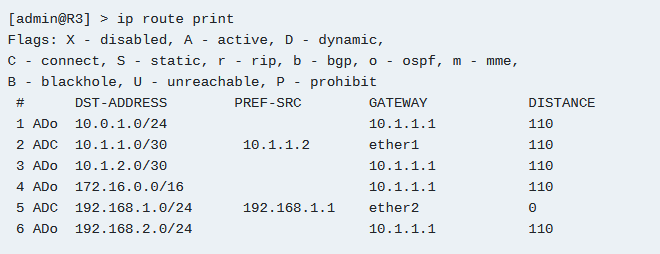 [admin@R3] > ip route print
Flags: X - disabled, A - active, D - dynamic,
C - connect, S - static, r - rip, b - bgp, o - ospf, m - mme,
B - blackhole, U - unreachable, P - prohibit
 #      DST-ADDRESS        PREF-SRC        GATEWAY            DISTANCE
 1 ADo  10.0.1.0/24                        10.1.1.1           110
 2 ADC  10.1.1.0/30         10.1.1.2       ether1             110
 3 ADo  10.1.2.0/30                        10.1.1.1           110
 4 ADo  172.16.0.0/16                      10.1.1.1           110
 5 ADC  192.168.1.0/24      192.168.1.1    ether2             0
 6 ADo  192.168.2.0/24                     10.1.1.1           110